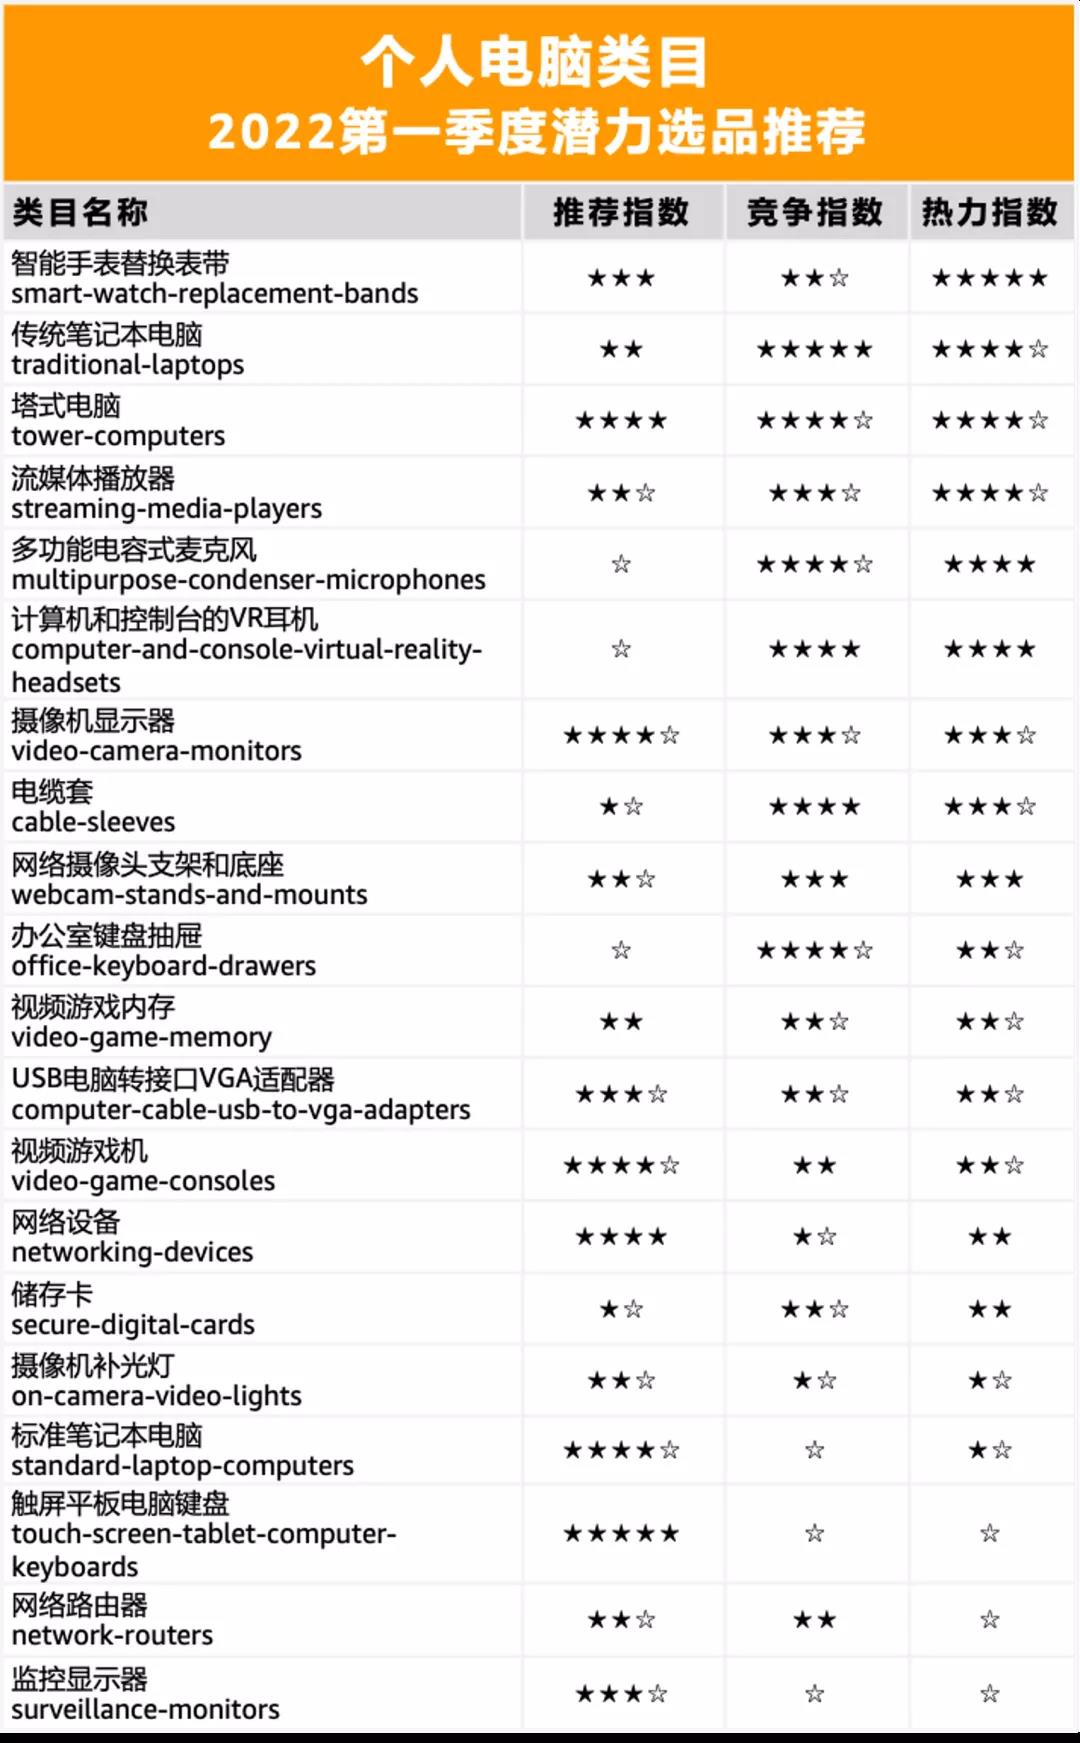 个人电脑类目
2022第一季度潜力选品推荐
类目名称 推荐指数 竞争指数 热力指数
智能手表替换表带
smart-watch-replacement-bands ★★★ ★★☆ ★★★★★
传统笔记本电脑
traditional-laptops ★★ ★★★★★ ★★★★☆
塔式电脑
tower-computers ★★★★ ★★★★☆ ★★★★☆
流媒体播放器
streaming-media-players ★★☆ ★★★☆ ★★★★☆
多功能电容式麦克风
multipurpose-condenser-microphones ☆ ★★★★☆ ★★★★
计算机和控制台的VR耳机
computer-and-console-virtual-reality- ☆ ★★★★ ★★★★
headsets
摄像机显示器
video-camera-monitors ★★★★☆ ★★★☆ ★★★☆
电缆套
cable-sleeves ★☆ ★★★★ ★★★☆
网络摄像头支架和底座
webcam-stands-and-mounts ★★☆ ★★★ ★★★
办公室键盘抽屉
office-keyboard-drawers ☆ ★★★★☆ ★★☆
视频游戏内存
video-game-memory ★★ ★★☆ ★★☆
USB电脑转接口VGA适配器
computer-cable-usb-to-vga-adapters ★★★☆ ★★☆ ★★☆
视频游戏机
video-game-consoles ★★★★☆ ★★ ★★☆
网络设备
networking-devices ★★★★ ★☆ ★★
储存卡
secure-digital-cards ★☆ ★★☆ ★★
摄像机补光灯
on-camera-video-lights ★★☆ ★☆ ★☆
标准笔记本电脑
standard-laptop-computers ★★★★☆ ☆ ★☆
触屏平板电脑键盘
touch-screen-tablet-computer- ★★★★★ ☆ ☆
keyboards
网络路由器
network-routers ★★☆ ★★ ☆
监控显示器
surveillance-monitors ★★★☆ ☆ ☆